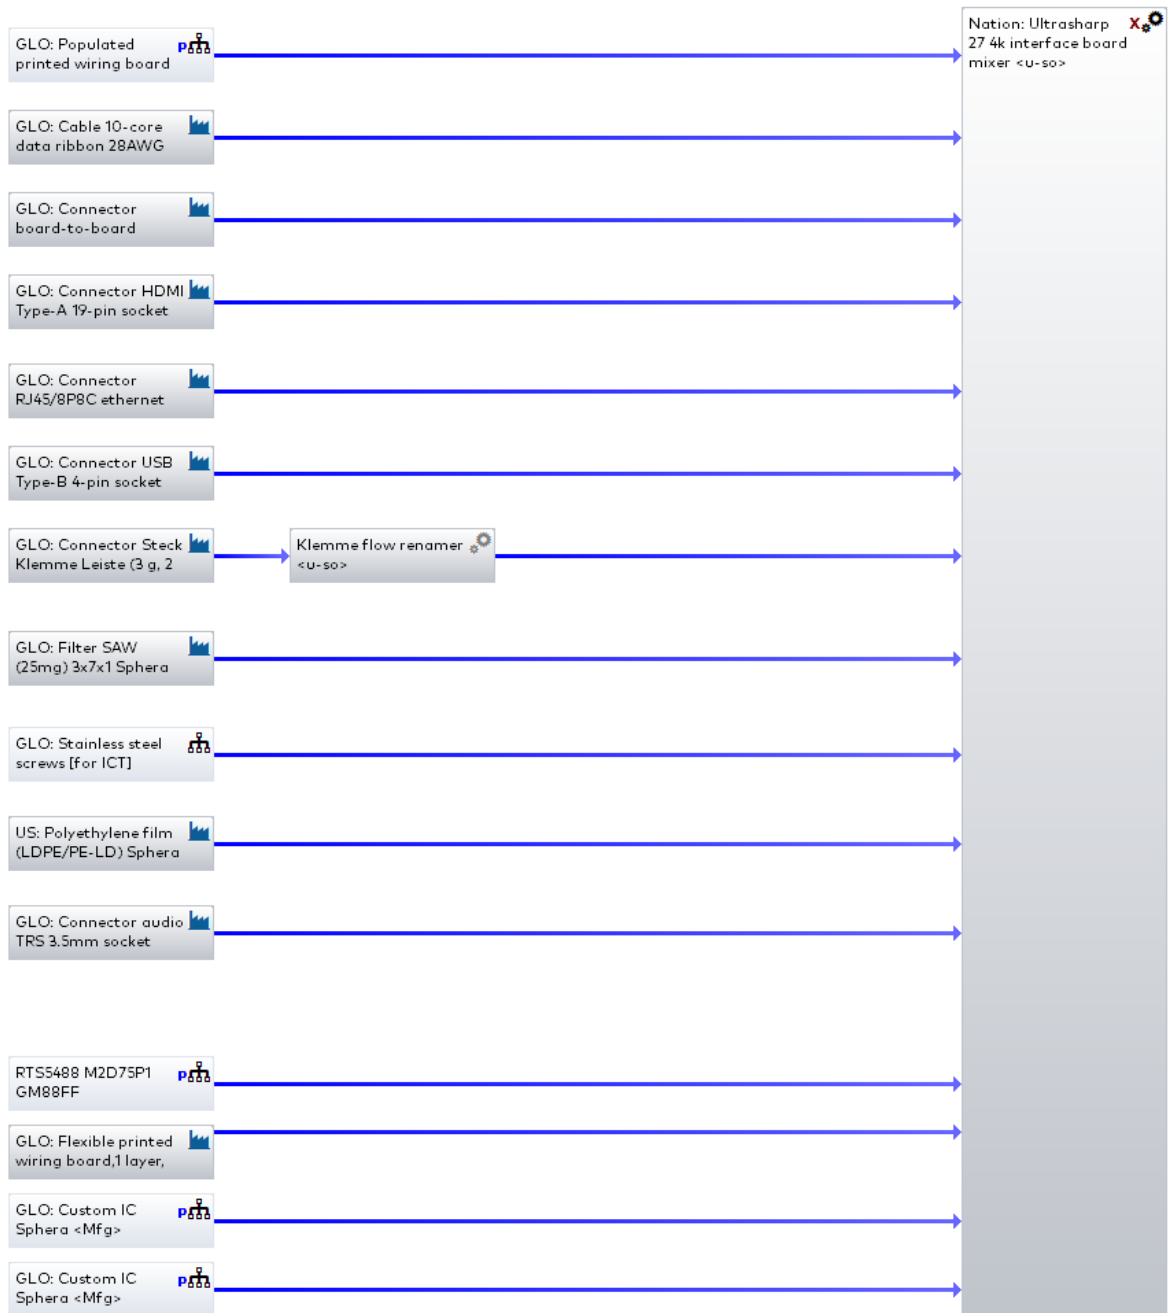 GLO: Populated
printed wiring board
p
GLO: Cable 10-core
data ribbon 28AWG
GLO: Connector
board-to-board
GLO: Connector HDMI
Type-A 19-pin socket
GLO: Connector
RJ45/8P8C ethernet
GLO: Connector USB
Type-B 4-pin socket
GLO: Connector Steck
Klemme Leiste (3 g, 2
Klemme flow renamer
<u-so>
GLO: Filter SAW
(25mg) 3x7x1 Sphera
GLO: Stainless steel
screws [for ICT]
US: Polyethylene film
(LDPE/PE-LD) Sphera
GLO: Connector audio
TRS 3.5mm socket
RTS5488 M2D75P1
GM88FF
p
GLO: Flexible printed
wiring board,1 layer,
GLO: Custom IC
Sphera <Mfg>
p
GLO: Custom IC
Sphera <Mfg>
p
Nation: Ultrasharp
27 4k interface board
mixer <u-so>
X